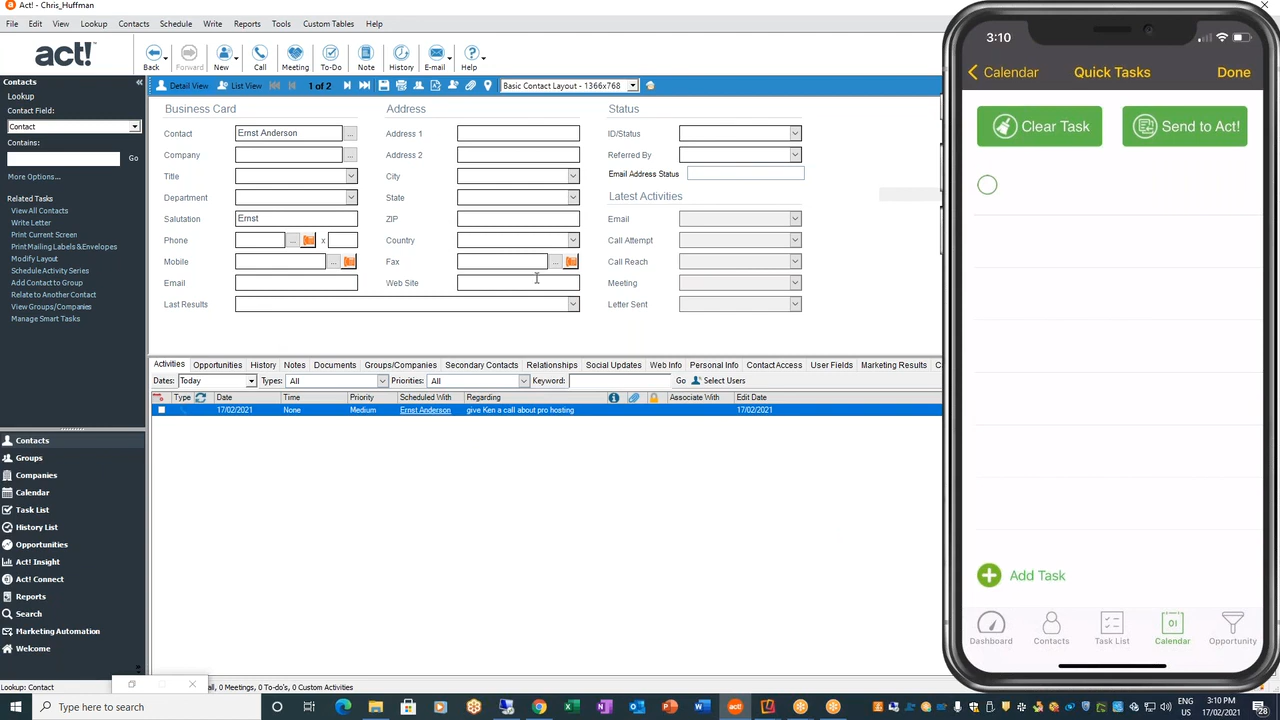 Act! - Chris_Huffman
File Edit View Lookup Contacts Schedule Write Reports Tools Custom Tables Help
act!
Back Forward New Call Meeting To-Do Note History E-mail Help
Contacts
Detail View List View 1 of 2 Basic Contact Layout - 1366x768
Lookup
Contact Field:
Contact
Contains:
Go
More Options...
Related Tasks
View All Contacts
Write Letter
Print Current Screen
Print Mailing Labels & Envelopes
Modify Layout
Schedule Activity Series
Add Contact to Group
Relate to Another Contact
View Groups/Companies
Manage Smart Tasks
Contacts
Groups
Companies
Calendar
Task List
History List
Opportunities
Act! Insight
Act! Connect
Reports
Search
Marketing Automation
Welcome
Business Card
Contact Ernst Anderson
Company
Title
Department
Salutation Ernst
Phone x
Mobile
Email
Last Results
Address
Address 1
Address 2
City
State
ZIP
Country
Fax
Web Site
Status
ID/Status
Referred By
Email Address Status
Latest Activities
Email
Call Attempt
Call Reach
Meeting
Letter Sent
Activities Opportunities History Notes Documents Groups/Companies Secondary Contacts Relationships Social Updates Web Info Personal Info Contact Access User Fields Marketing Results C
Dates: Today Types: All Priorities: All Keyword: Go Select Users
Type Date Time Priority Scheduled With Regarding Associate With Edit Date
17/02/2021 None Medium Ernst Anderson give Ken a call about pro hosting 17/02/2021
Lookup: Contact
all, 0 Meetings, 0 To-do's, 0 Custom Activities
3:10
Calendar Quick Tasks Done
Clear Task Send to Act!
Add Task
Dashboard Contacts Task List Calendar Opportunity
Type here to search
ENG
US
3:10 PM
17/02/2021
28